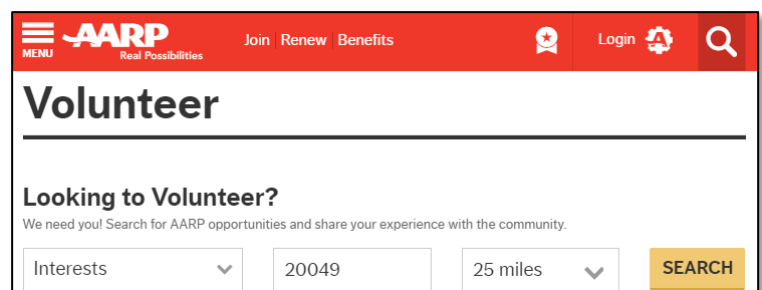 MENU AARP Real Possibilities Join Renew Benefits Login
Volunteer
Looking to Volunteer?
We need you! Search for AARP opportunities and share your experience with the community.
Interests 20049 25 miles SEARCH